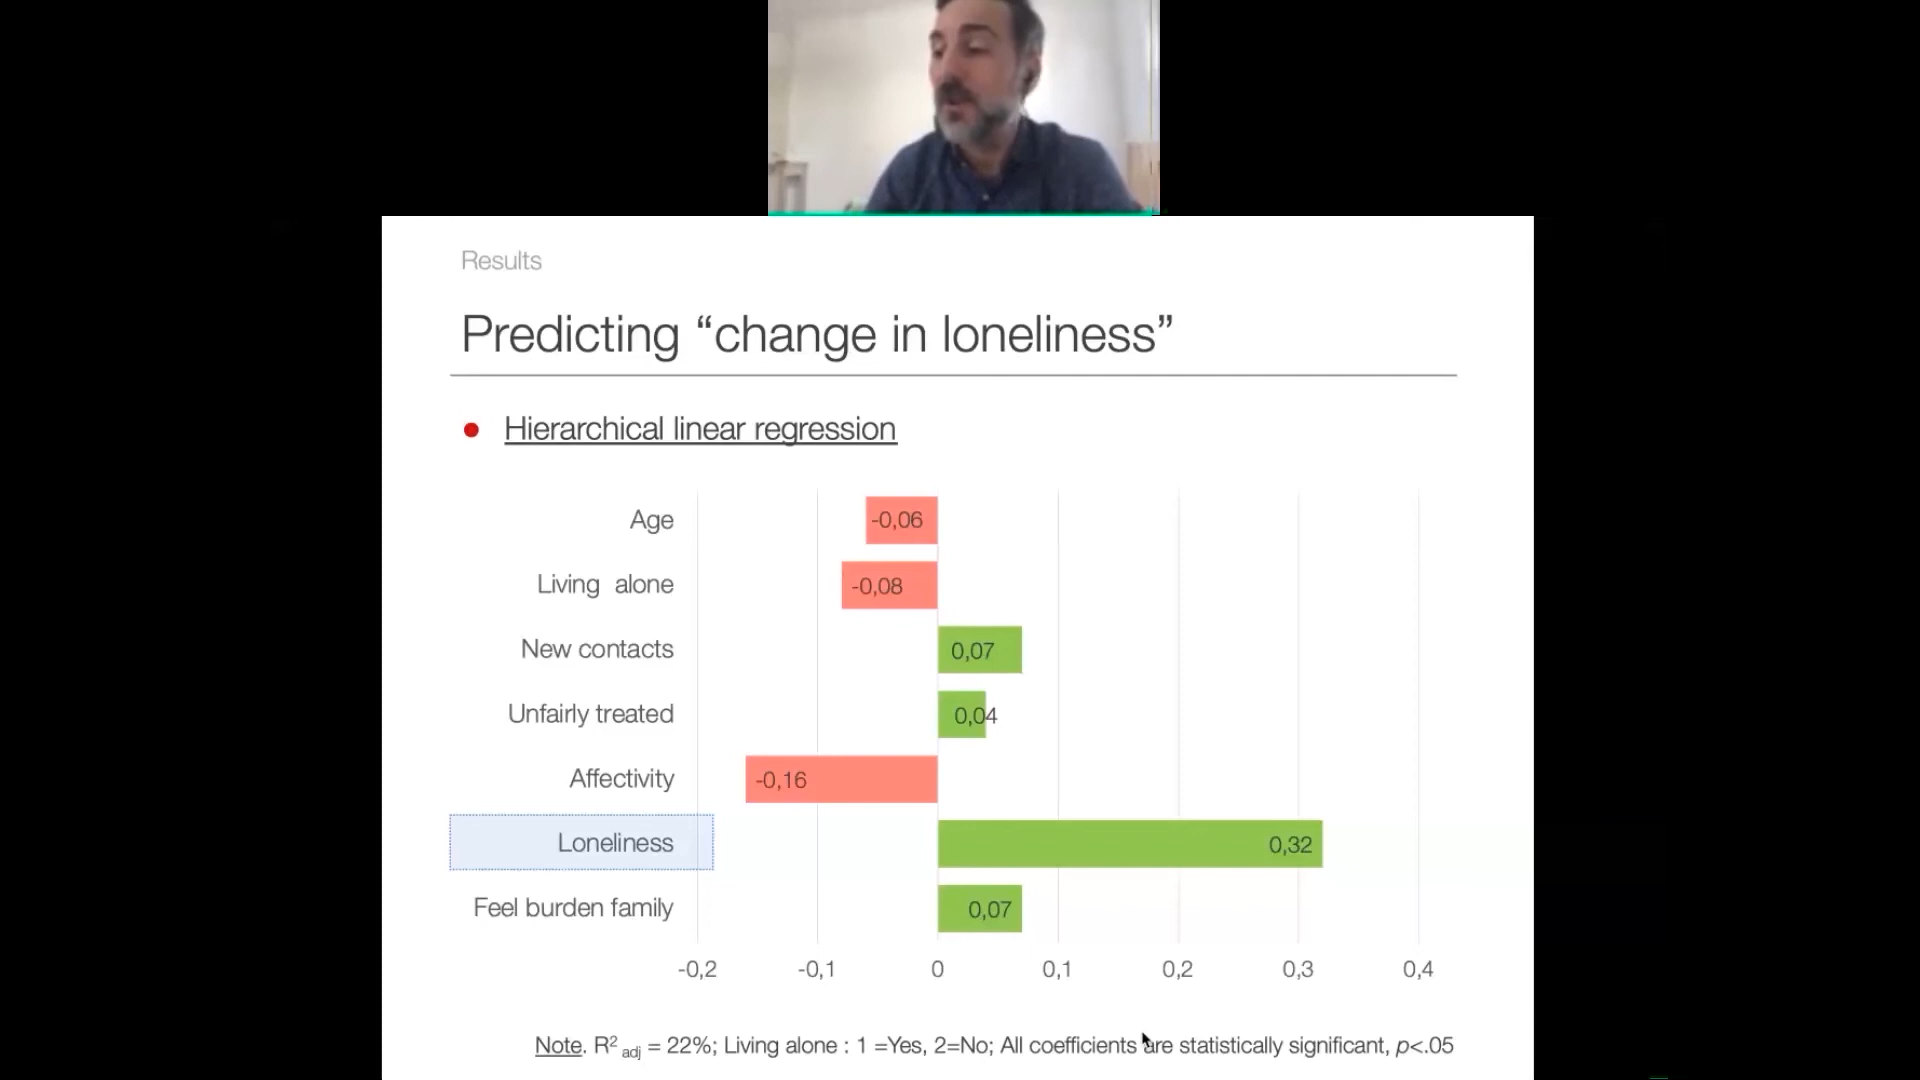 Results
Predicting “change in loneliness”
Hierarchical linear regression
Age -0,06
Living alone -0,08
New contacts 0,07
Unfairly treated 0,04
Affectivity -0,16
Loneliness 0,32
Feel burden family 0,07
-0,2 -0,1 0 0,1 0,2 0,3 0,4
Note. R² adj = 22%; Living alone : 1 =Yes, 2=No; All coefficients are statistically significant, p<.05